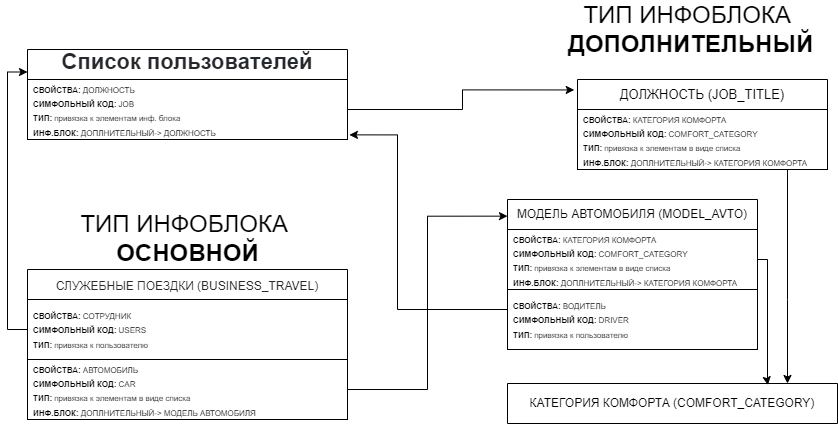 ТИП ИНФОБЛОКА
ДОПОЛНИТЕЛЬНЫЙ
Список пользователей
СВОЙСТВА: ДОЛЖНОСТЬ
СИМФОЛЬНЫЙ КОД: JOB
ТИП: привязка к элементам инф. блока
ИНФ.БЛОК: ДОПЛНИТЕЛЬНЫЙ-> ДОЛЖНОСТЬ
ДОЛЖНОСТЬ (JOB_TITLE)
СВОЙСТВА: КАТЕГОРИЯ КОМФОРТА
СИМФОЛЬНЫЙ КОД: COMFORT_CATEGORY
ТИП: привязка к элементам в виде списка
ИНФ.БЛОК: ДОПЛНИТЕЛЬНЫЙ-> КАТЕГОРИЯ КОМФОРТА
ТИП ИНФОБЛОКА
ОСНОВНОЙ
СЛУЖЕБНЫЕ ПОЕЗДКИ (BUSINESS_TRAVEL)
СВОЙСТВА: СОТРУДНИК
СИМФОЛЬНЫЙ КОД: USERS
ТИП: привязка к пользователю
СВОЙСТВА: АВТОМОБИЛЬ
СИМФОЛЬНЫЙ КОД: CAR
ТИП: привязка к элементам в виде списка
ИНФ.БЛОК: ДОПЛНИТЕЛЬНЫЙ-> МОДЕЛЬ АВТОМОБИЛЯ
МОДЕЛЬ АВТОМОБИЛЯ (MODEL_AVTO)
СВОЙСТВА: КАТЕГОРИЯ КОМФОРТА
СИМФОЛЬНЫЙ КОД: COMFORT_CATEGORY
ТИП: привязка к элементам в виде списка
ИНФ.БЛОК: ДОПЛНИТЕЛЬНЫЙ-> КАТЕГОРИЯ КОМФОРТА
СВОЙСТВА: ВОДИТЕЛЬ
СИМФОЛЬНЫЙ КОД: DRIVER
ТИП: привязка к пользователю
КАТЕГОРИЯ КОМФОРТА (COMFORT_CATEGORY)